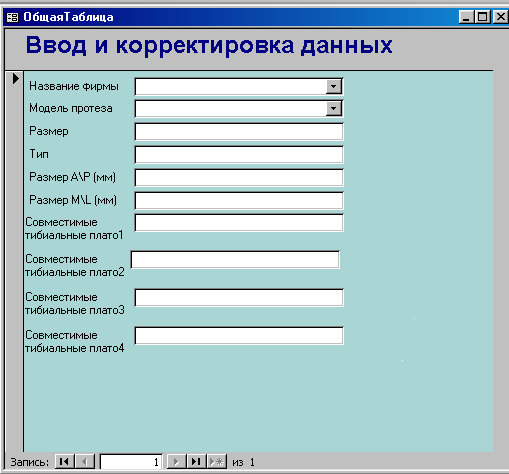 ОбщаяТаблица
Ввод и корректировка данных
Название фирмы
Модель протеза
Размер
Тип
Размер A\P (мм)
Размер M\L (мм)
Совместимые
тибиальные плато1
Совместимые
тибиальные плато2
Совместимые
тибиальные плато3
Совместимые
тибиальные плато4
Запись: 1 из 1